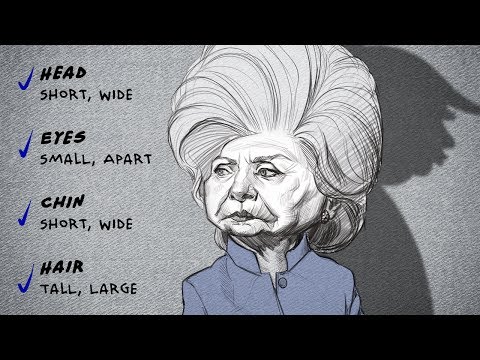 HEAD
SHORT, WIDE
EYES
SMALL, APART
CHIN
SHORT, WIDE
HAIR
TALL, LARGE